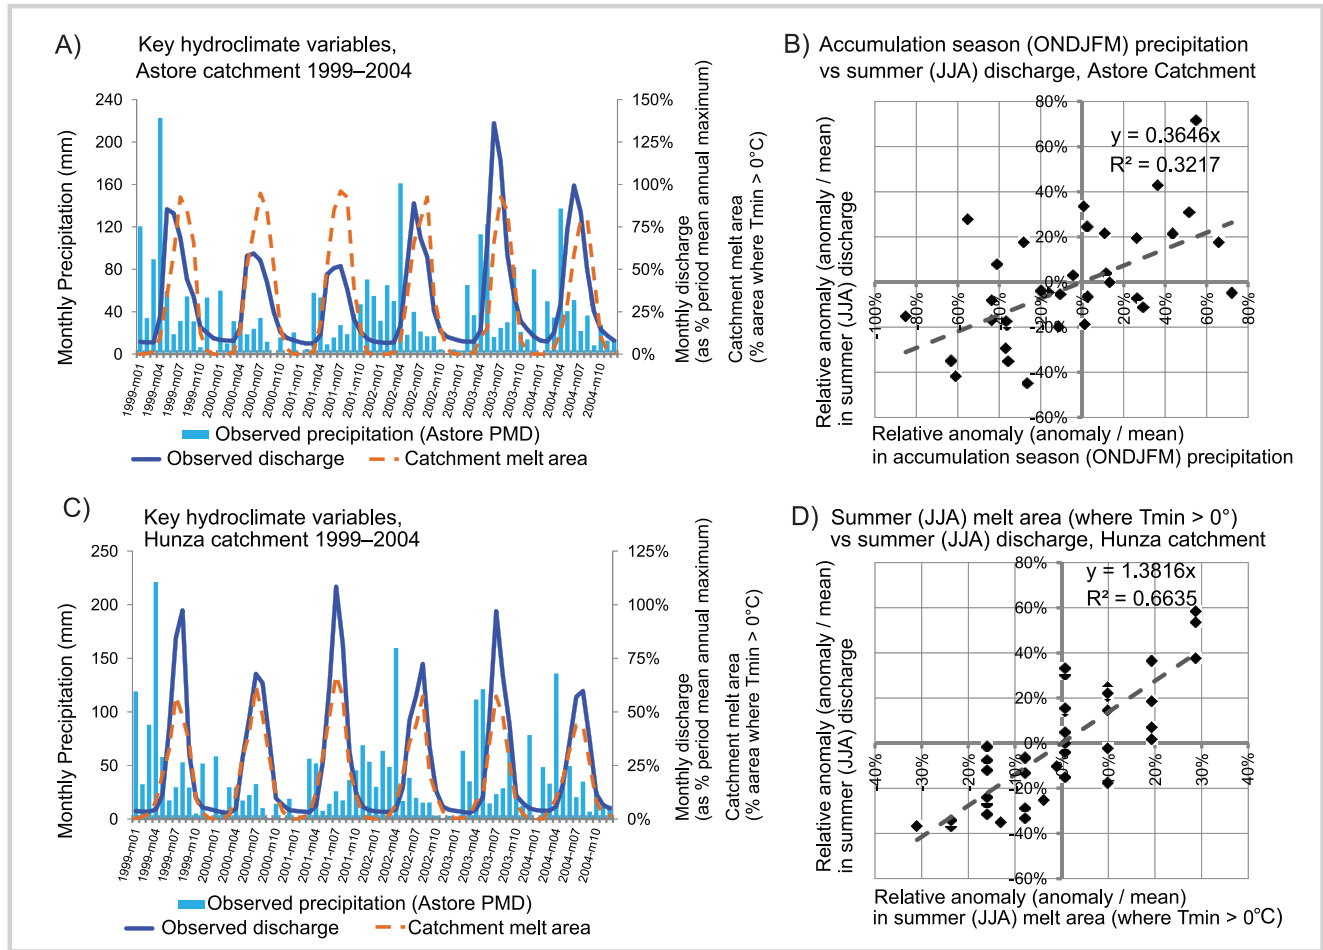 A)
Key hydroclimate variables,
Astore catchment 1999–2004
Monthly Precipitation (mm)
240
200
160
120
80
40
0
150%
125%
100%
75%
50%
25%
0%
Monthly discharge
(as % period mean annual maximum)
Catchment melt area
(% aarea where Tmin > 0°C)
1999-m01
1999-m04
1999-m07
1999-m10
2000-m01
2000-m04
2000-m07
2000-m10
2001-m01
2001-m04
2001-m07
2001-m10
2002-m01
2002-m04
2002-m07
2002-m10
2003-m01
2003-m04
2003-m07
2003-m10
2004-m01
2004-m04
2004-m07
2004-m10
Observed precipitation (Astore PMD)
Observed discharge
Catchment melt area
B)
Accumulation season (ONDJFM) precipitation
vs summer (JJA) discharge, Astore Catchment
Relative anomaly (anomaly / mean)
in summer (JJA) discharge
80%
60%
40%
20%
0%
-20%
-40%
-60%
y = 0.3646x
R² = 0.3217
-100%
-80%
-60%
-40%
-20%
0%
20%
40%
60%
80%
Relative anomaly (anomaly / mean)
in accumulation season (ONDJFM) precipitation
C)
Key hydroclimate variables,
Hunza catchment 1999–2004
Monthly Precipitation (mm)
250
200
150
100
50
0
125%
100%
75%
50%
25%
0%
Monthly discharge
(as % period mean annual maximum)
Catchment melt area
(% aarea where Tmin > 0°C)
1999-m01
1999-m04
1999-m07
1999-m10
2000-m01
2000-m04
2000-m07
2000-m10
2001-m01
2001-m04
2001-m07
2001-m10
2002-m01
2002-m04
2002-m07
2002-m10
2003-m01
2003-m04
2003-m07
2003-m10
2004-m01
2004-m04
2004-m07
2004-m10
Observed precipitation (Astore PMD)
Observed discharge
Catchment melt area
D)
Summer (JJA) melt area (where Tmin > 0°)
vs summer (JJA) discharge, Hunza catchment
Relative anomaly (anomaly / mean)
in summer (JJA) discharge
80%
60%
40%
20%
0%
-20%
-40%
-60%
y = 1.3816x
R² = 0.6635
-40%
-30%
-20%
-10%
0%
10%
20%
30%
40%
Relative anomaly (anomaly / mean)
in summer (JJA) melt area (where Tmin > 0°C)